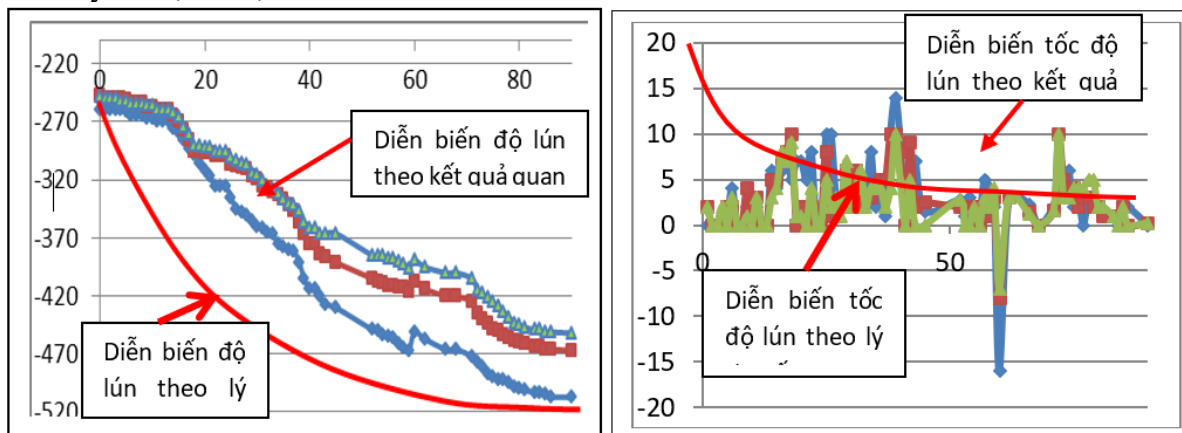 -220
-270
-320
-370
-420
-470
-520
0
20
40
60
80
Diễn biến độ lún
theo kết quả quan
Diễn biến độ
lún theo lý
20
15
10
5
0
-5
-10
-15
-20
0
50
Diễn biến tốc độ
lún theo kết quả
Diễn biến tốc
độ lún theo lý